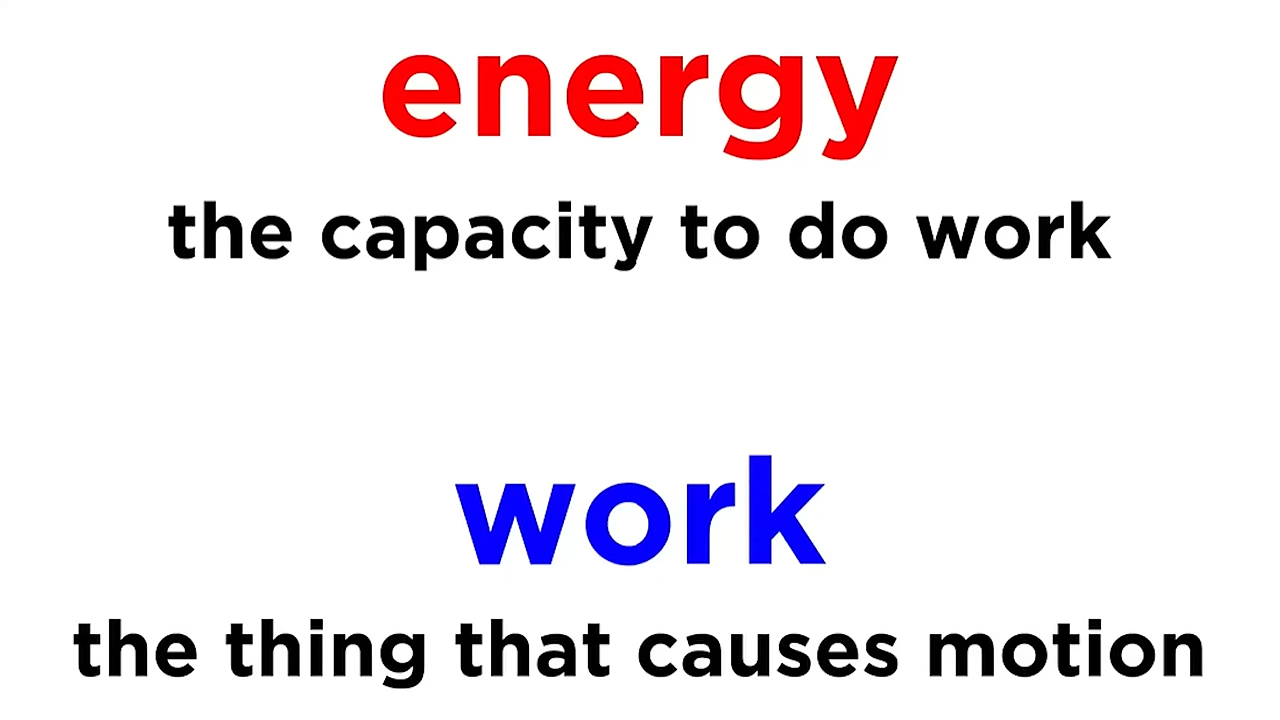 energy
the capacity to do work
work
the thing that causes motion